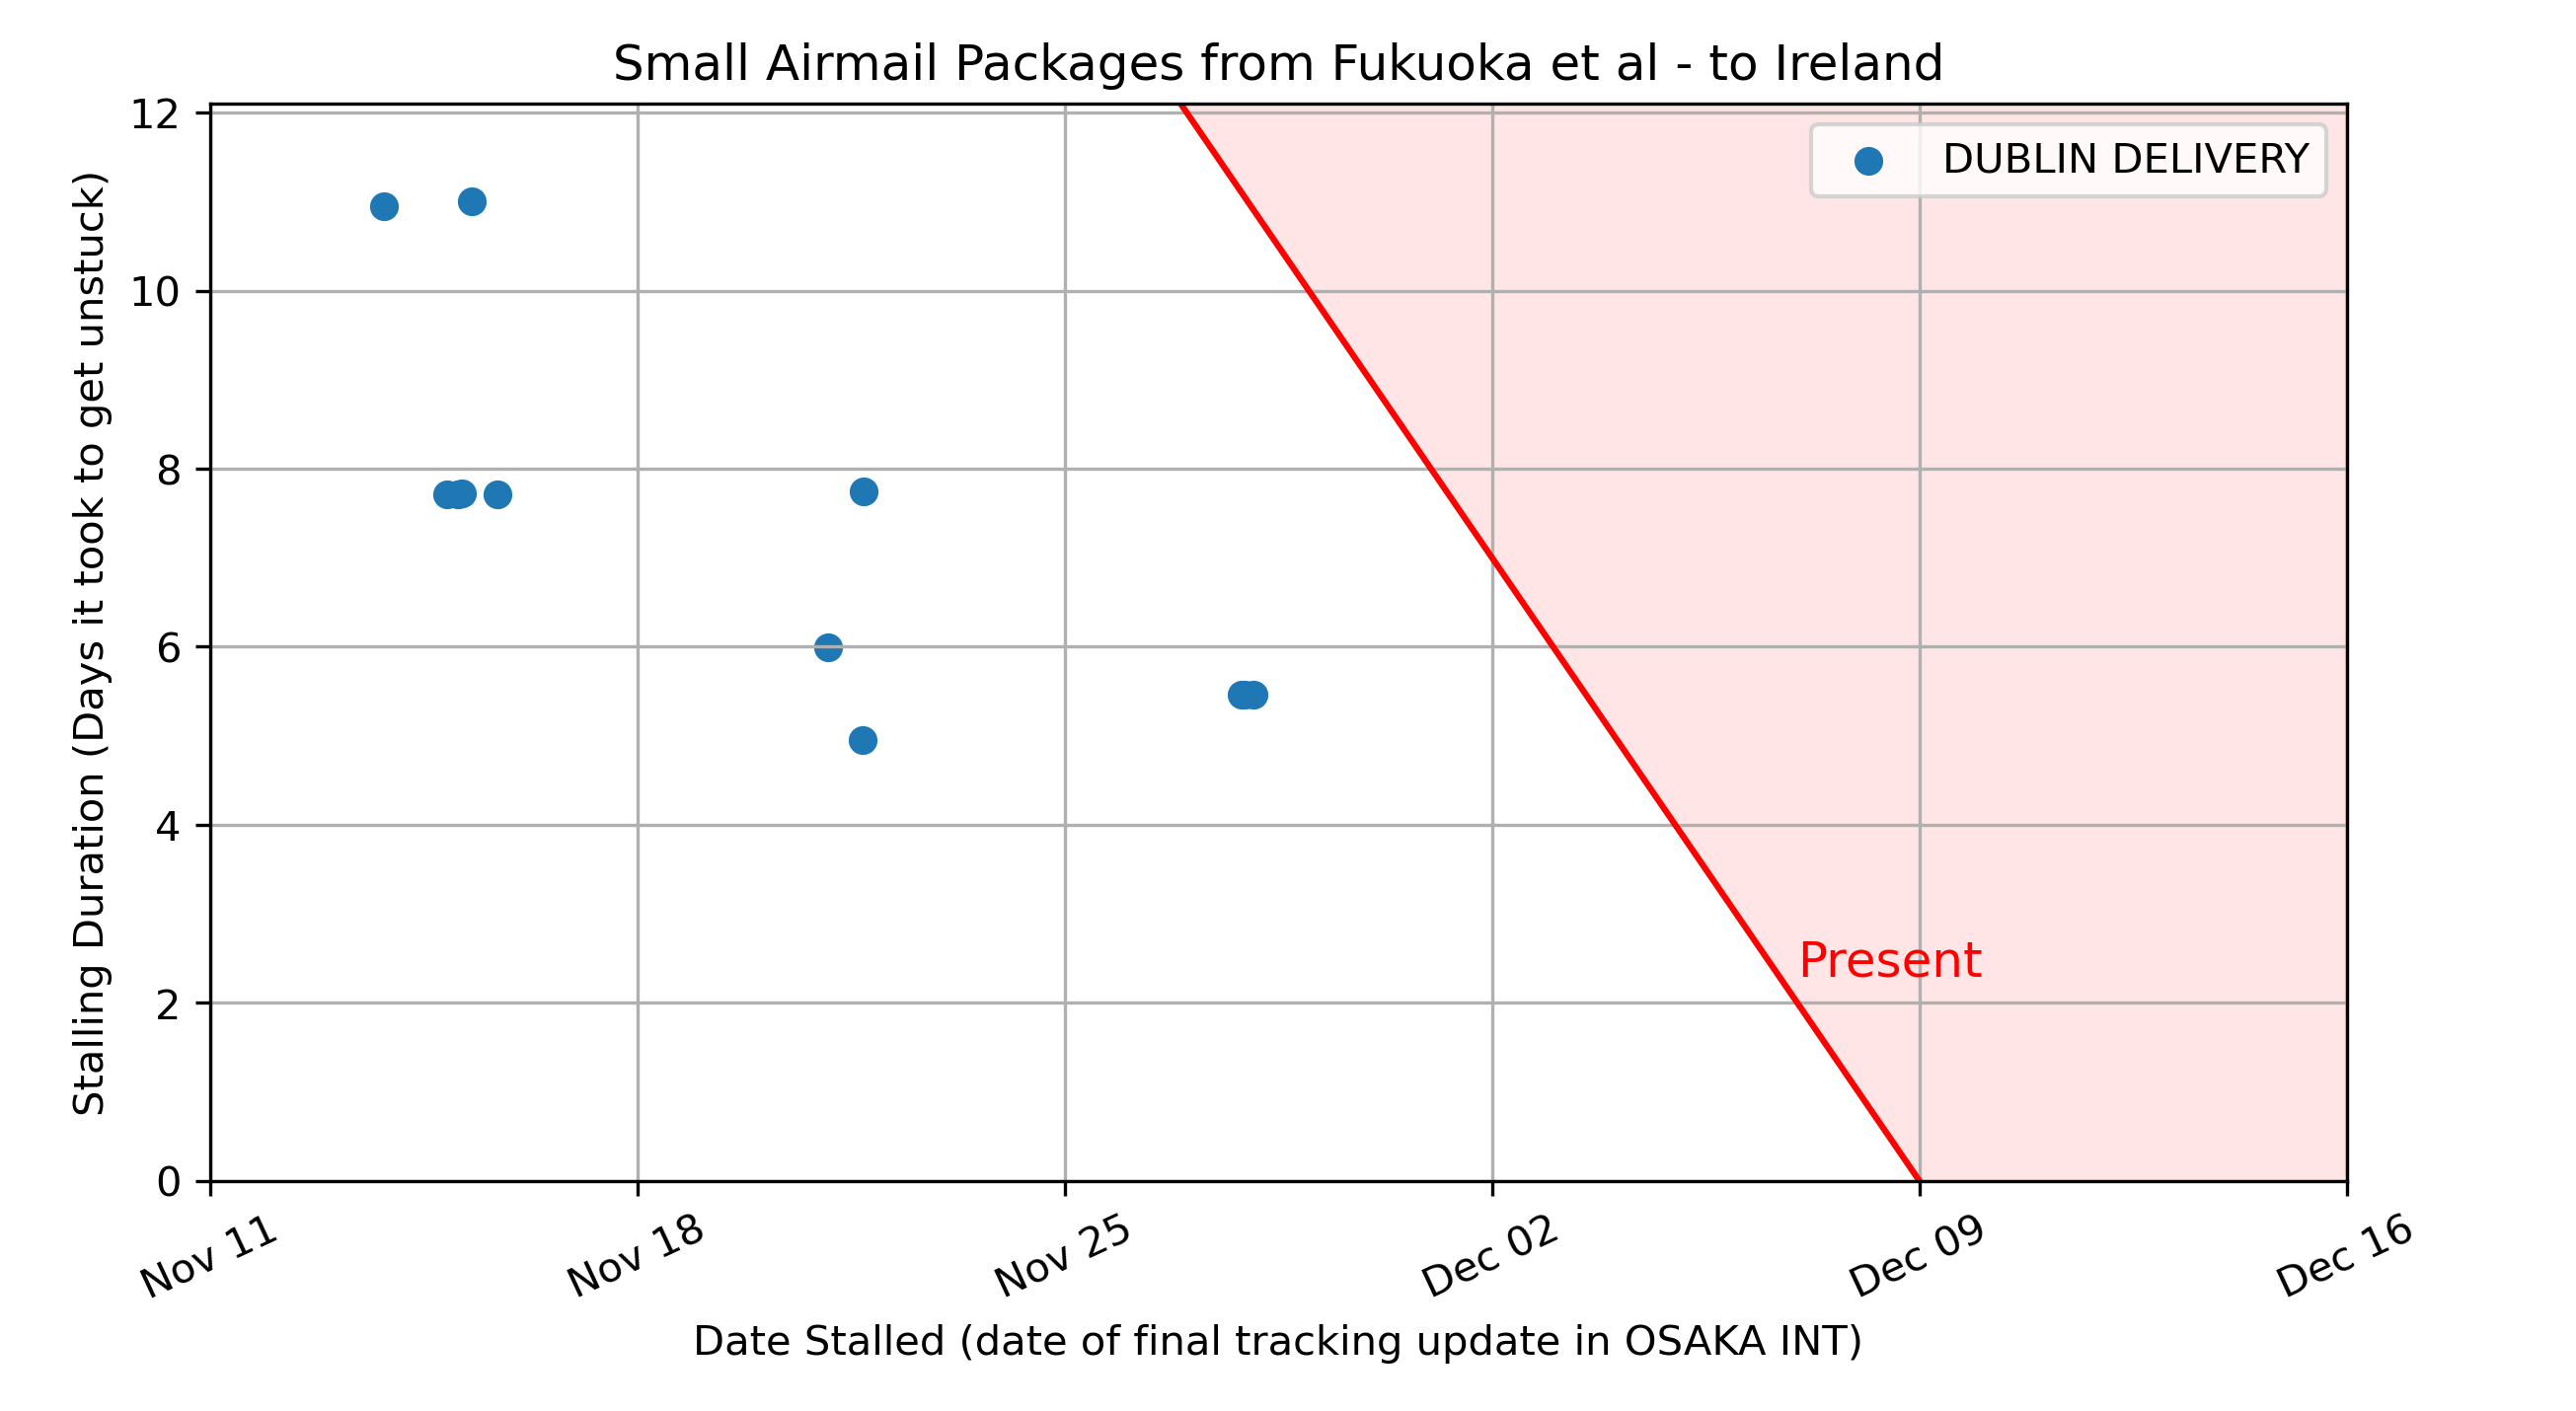 Small Airmail Packages from Fukuoka et al - to Ireland
DUBLIN DELIVERY
Stalling Duration (Days it took to get unstuck)
12
10
8
6
4
2
0
Present
Nov 11
Nov 18
Nov 25
Dec 02
Dec 09
Dec 16
Date Stalled (date of final tracking update in OSAKA INT)